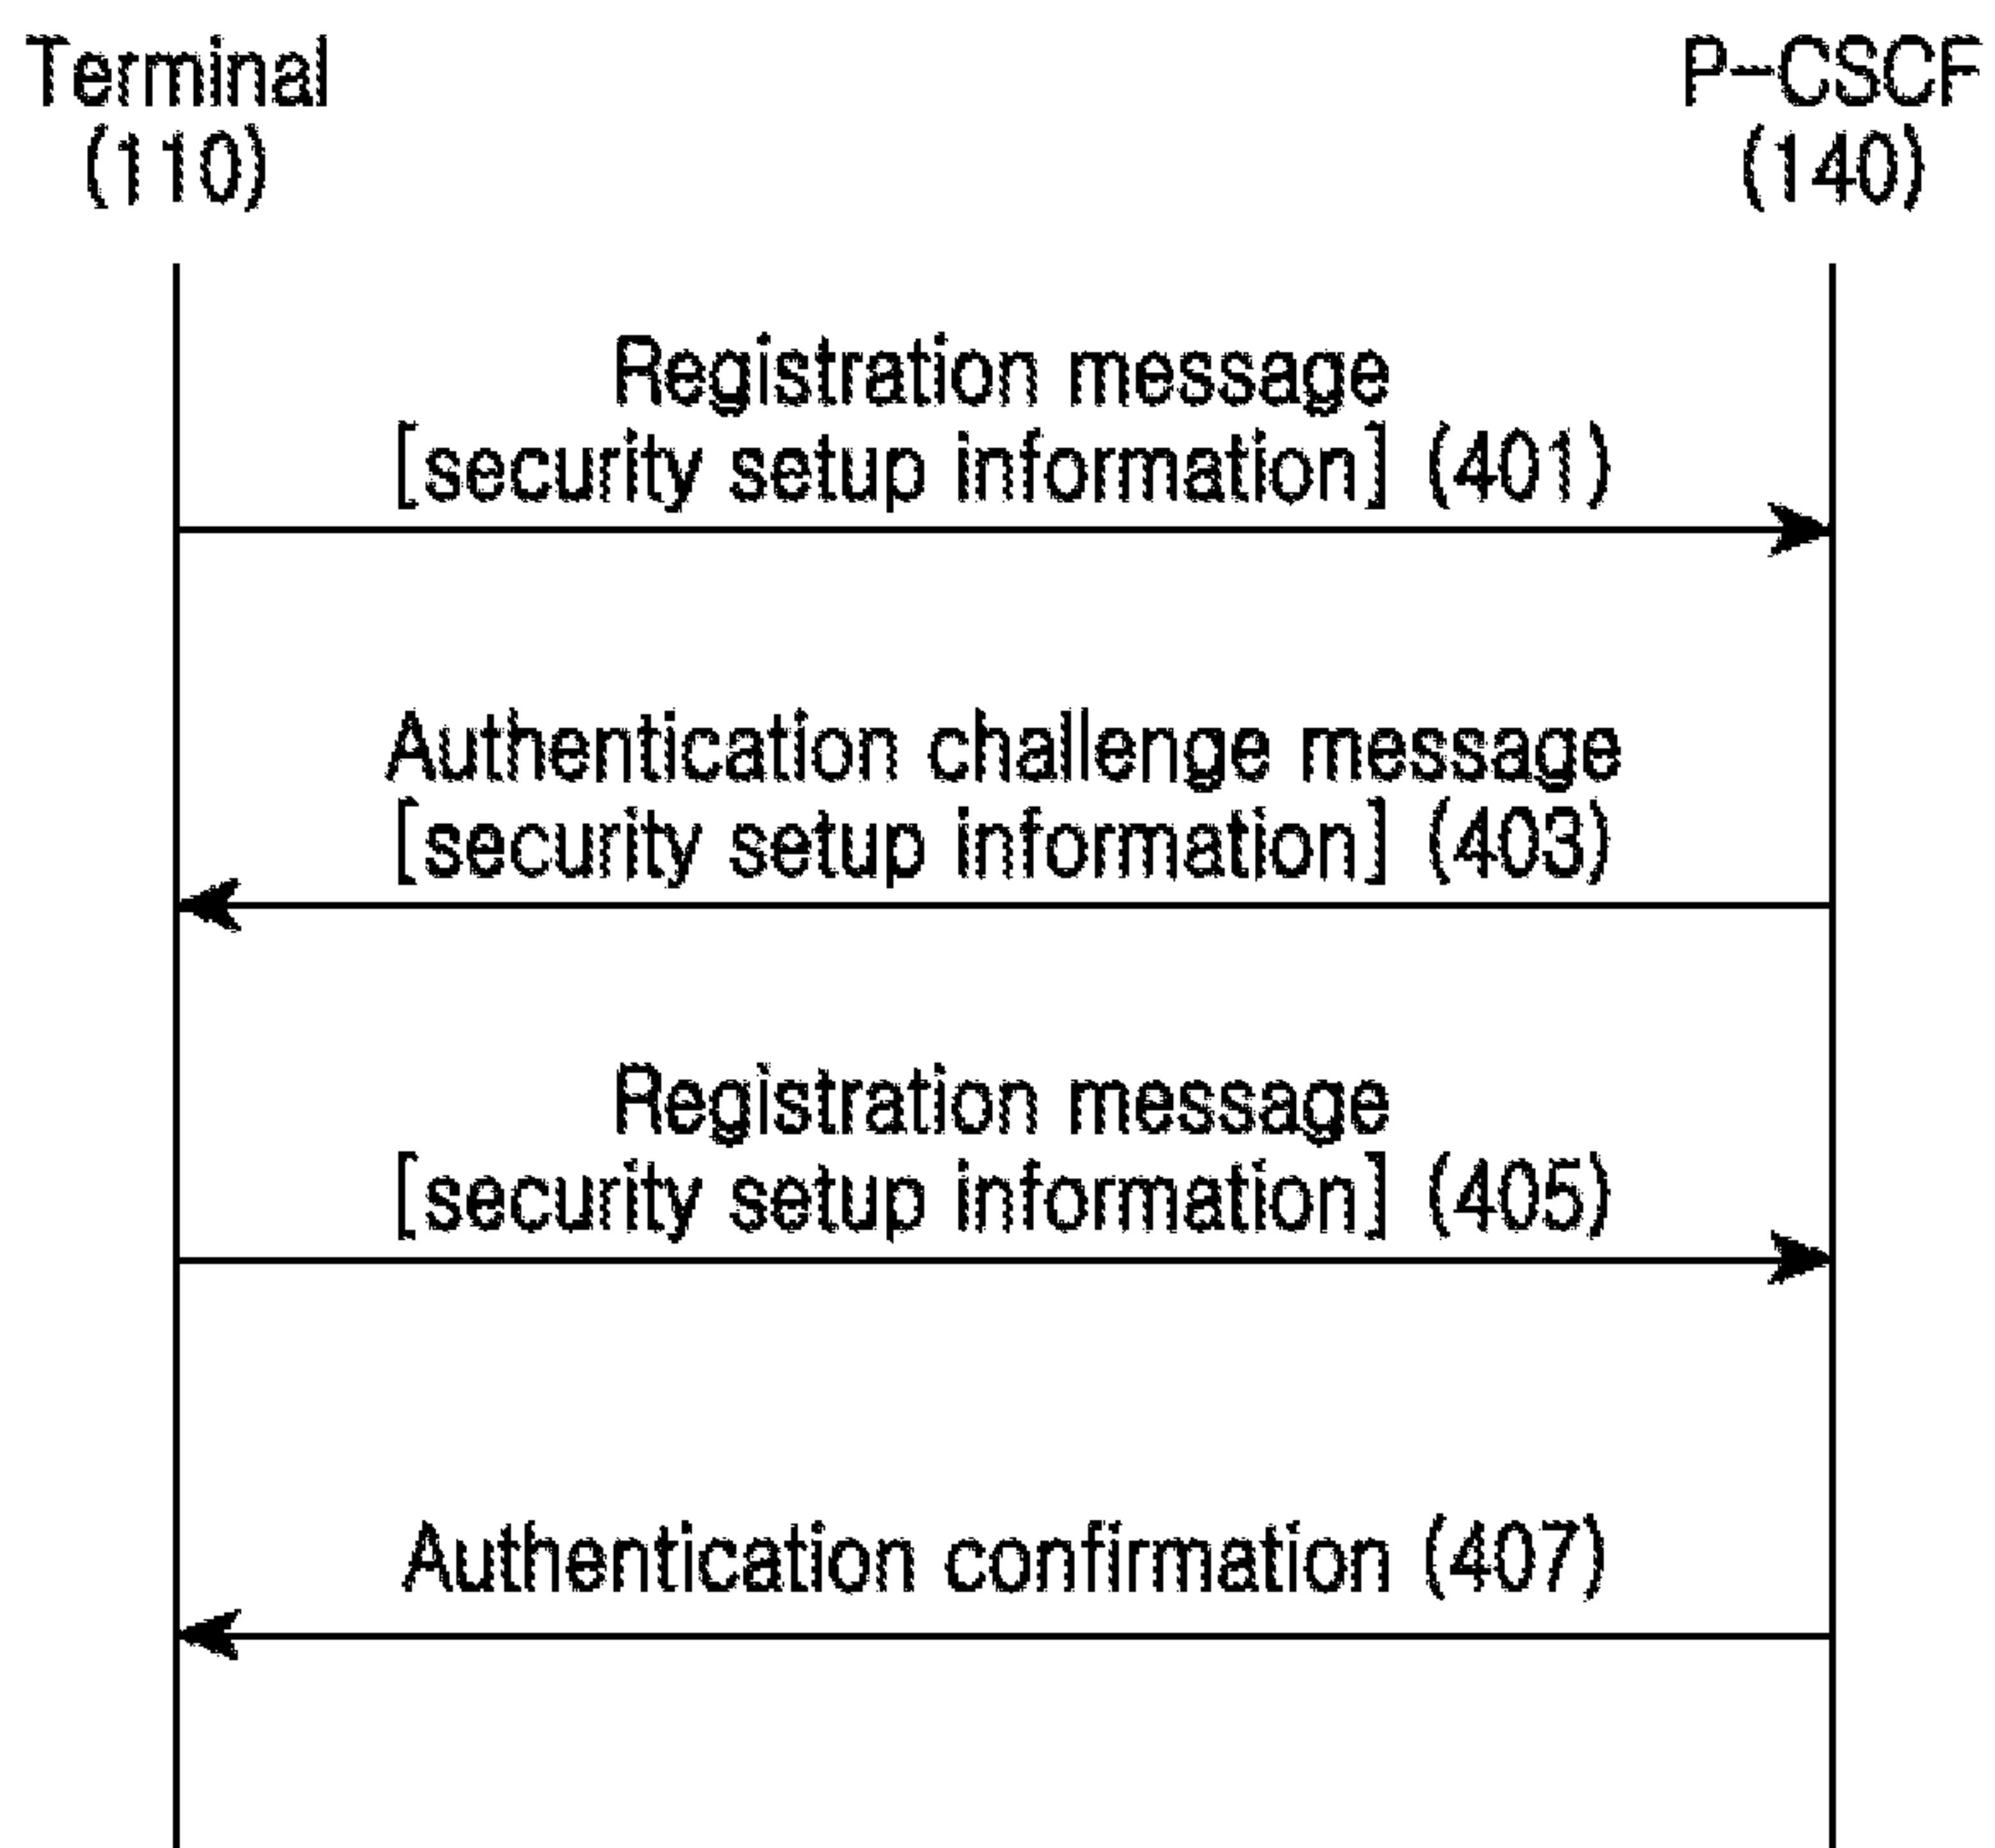 Terminal
(110)
P-CSCF
(140)
Registration message
[security setup information] (401)
Authentication challenge message
[security setup information] (403)
Registration message
[security setup information] (405)
Authentication confirmation (407)